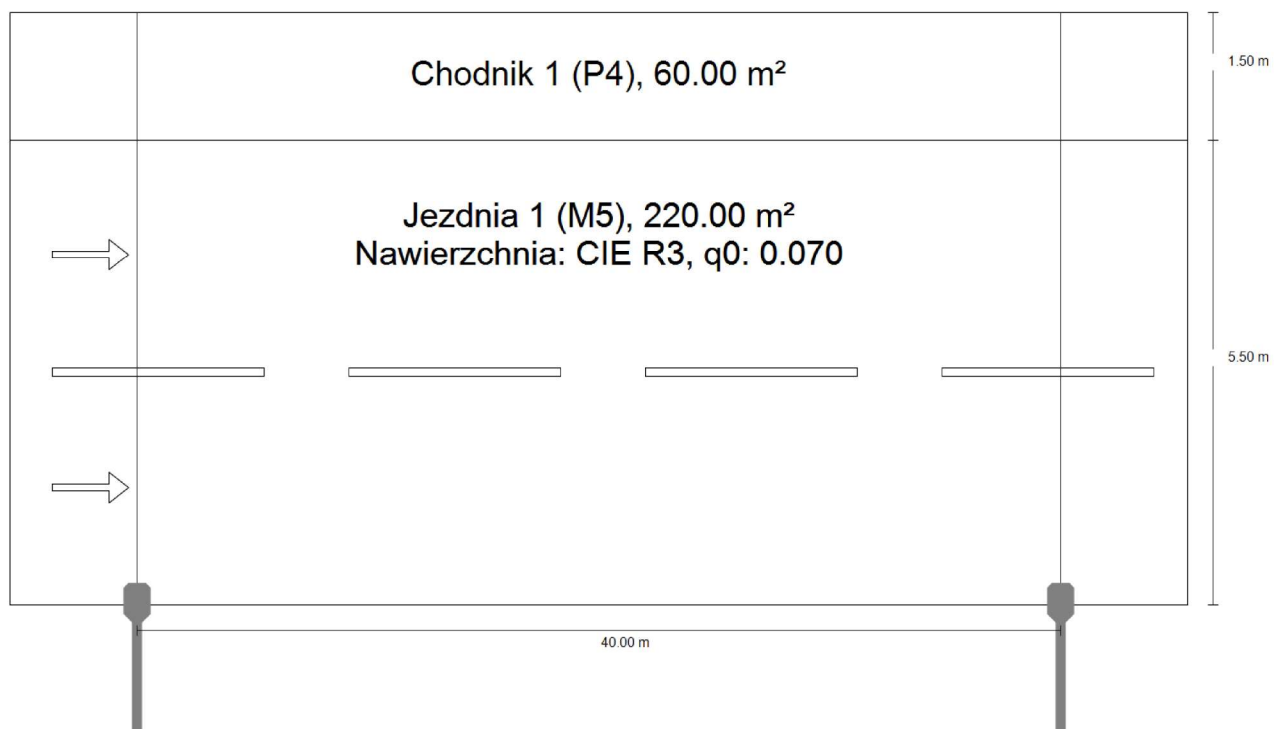 Chodnik 1 (P4), 60.00 m²
1.50 m
Jezdnia 1 (M5), 220.00 m²
Nawierzchnia: CIE R3, q0: 0.070
5.50 m
40.00 m